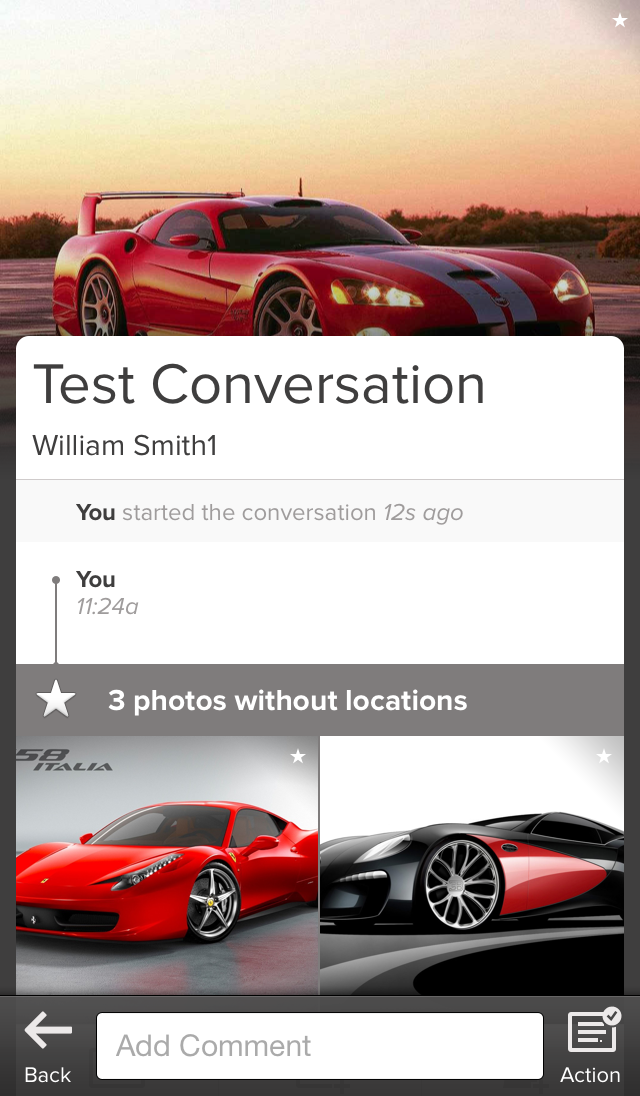 Test Conversation
William Smith1
You started the conversation 12s ago
You
11:24a
3 photos without locations
58
ITALIA
Add Comment
Back
Action